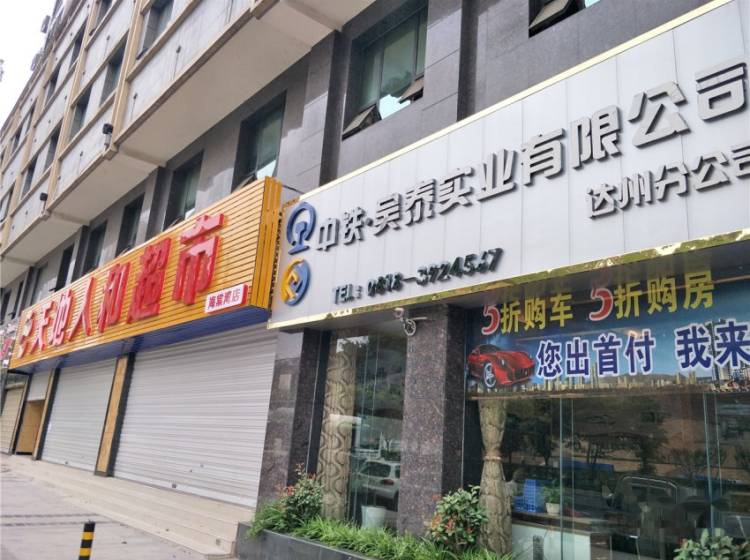 天地人和超市
海棠湾店
中铁·昊泰实业有限公司
达州分公司
TEL：0818-3924567
5折购车 5折购房
您出首付 我来